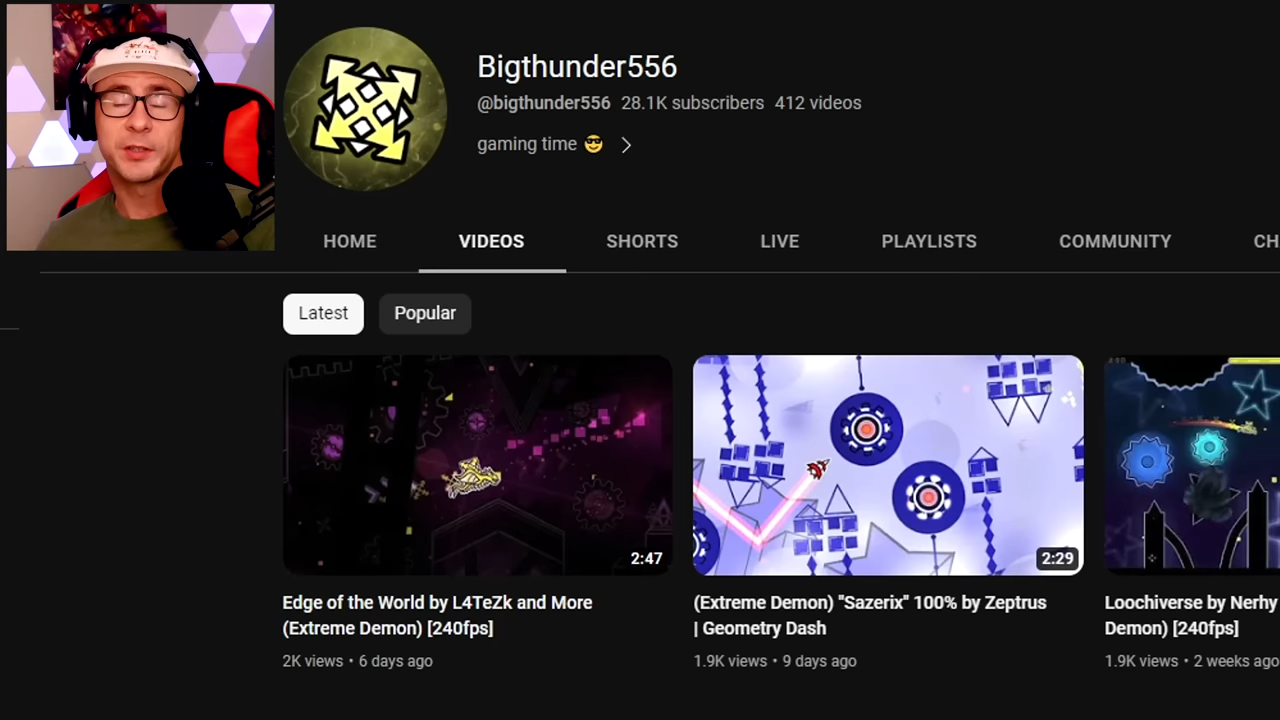 Bigthunder556
@bigthunder556 28.1K subscribers 412 videos
gaming time 😎
HOME VIDEOS SHORTS LIVE PLAYLISTS COMMUNITY CH
Latest Popular
2:47
2:29
Edge of the World by L4TeZk and More
(Extreme Demon) [240fps]
2K views • 6 days ago
(Extreme Demon) "Sazerix" 100% by Zeptrus
| Geometry Dash
1.9K views • 9 days ago
Loochiverse by Nerhy
Demon) [240fps]
1.9K views • 2 weeks ago